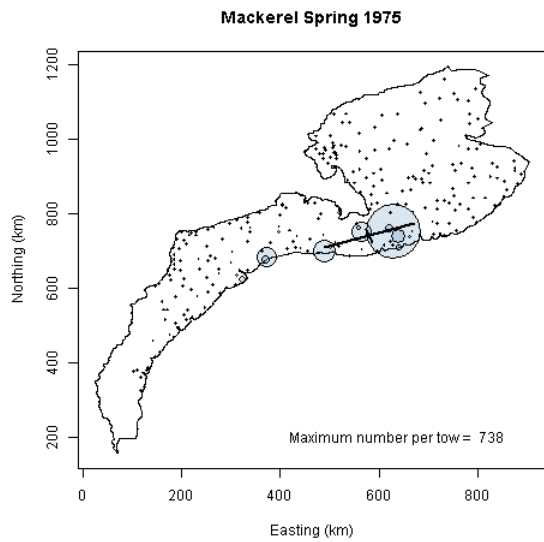 Mackerel Spring 1975
1200
1000
800
600
400
200
Northing (km)
Maximum number per tow = 738
0 200 400 600 800
Easting (km)